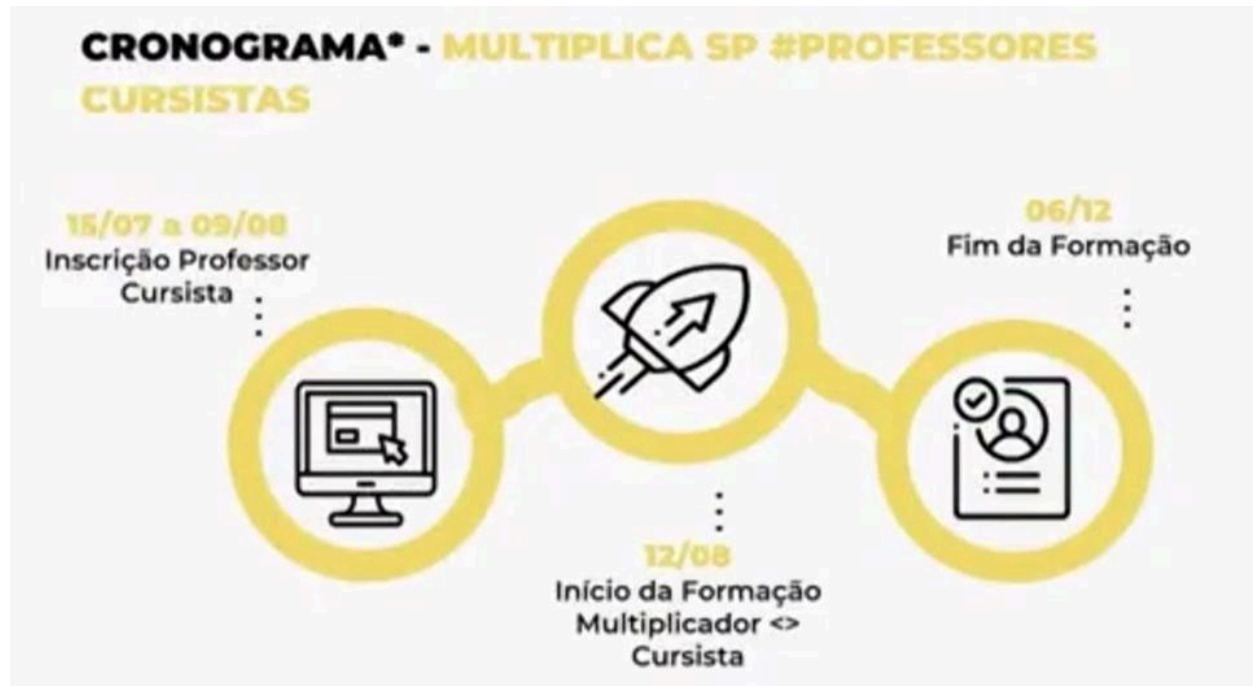 CRONOGRAMA* - MULTIPLICA SP #PROFESSORES
CURSISTAS
15/07 a 09/08
Inscrição Professor
Cursista
12/08
Início da Formação
Multiplicador <>
Cursista
06/12
Fim da Formação